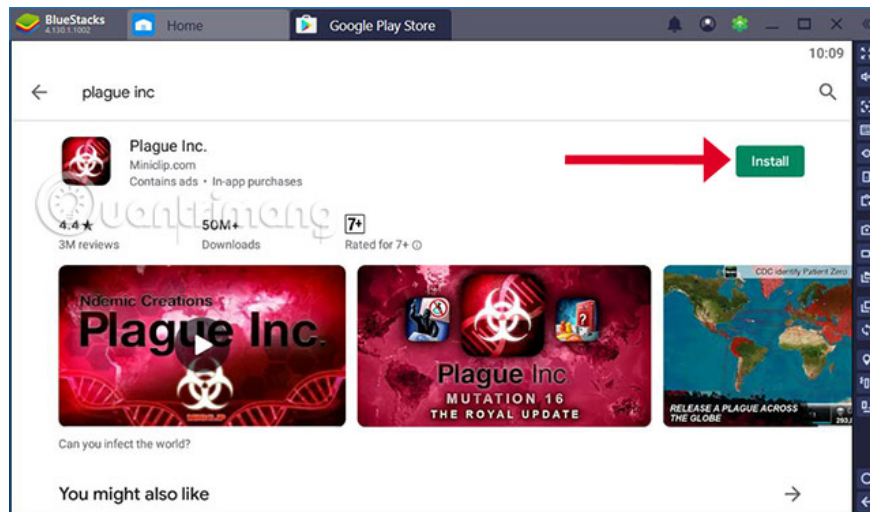 BlueStacks
4.130.1.1002
Home
Google Play Store
10:09
plague inc
Plague Inc.
Miniclip.com
Contains ads • In-app purchases
Install
Quantrimang
4.4★
50M+
7+
3M reviews
Downloads
Rated for 7+
Ndemic Creations
Plague Inc.
MINICLIP
Plague Inc
MUTATION 16
THE ROYAL UPDATE
CDC identify Patient Zero
RELEASE A PLAGUE ACROSS
THE GLOBE
Can you infect the world?
You might also like